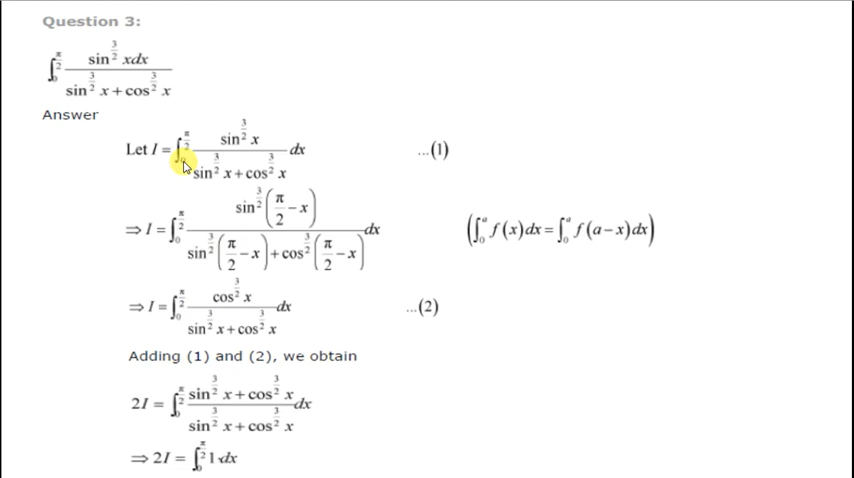 Question 3:
∫₀^(π/2) sin^(3/2) x dx / (sin^(3/2) x + cos^(3/2) x)
Answer
Let I = ∫₀^(π/2) sin^(3/2) x / (sin^(3/2) x + cos^(3/2) x) dx ...(1)
⇒ I = ∫₀^(π/2) sin^(3/2) (π/2 − x) / (sin^(3/2) (π/2 − x) + cos^(3/2) (π/2 − x)) dx (∫₀^a f(x) dx = ∫₀^a f(a − x) dx)
⇒ I = ∫₀^(π/2) cos^(3/2) x / (sin^(3/2) x + cos^(3/2) x) dx ...(2)
Adding (1) and (2), we obtain
2I = ∫₀^(π/2) (sin^(3/2) x + cos^(3/2) x) / (sin^(3/2) x + cos^(3/2) x) dx
⇒ 2I = ∫₀^(π/2) 1·dx